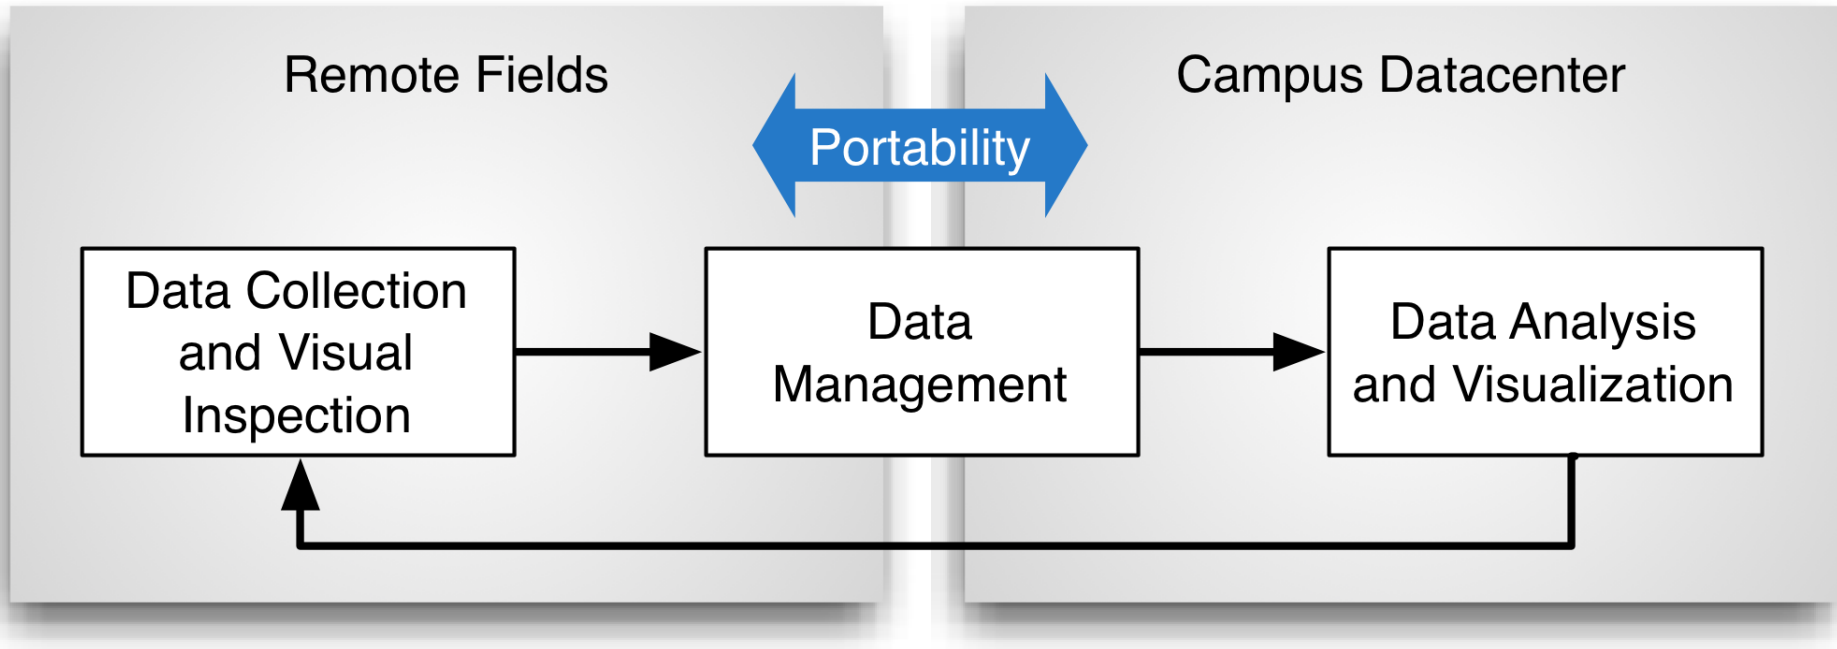 Remote Fields
Campus Datacenter
Portability
Data Collection
and Visual
Inspection
Data
Management
Data Analysis
and Visualization